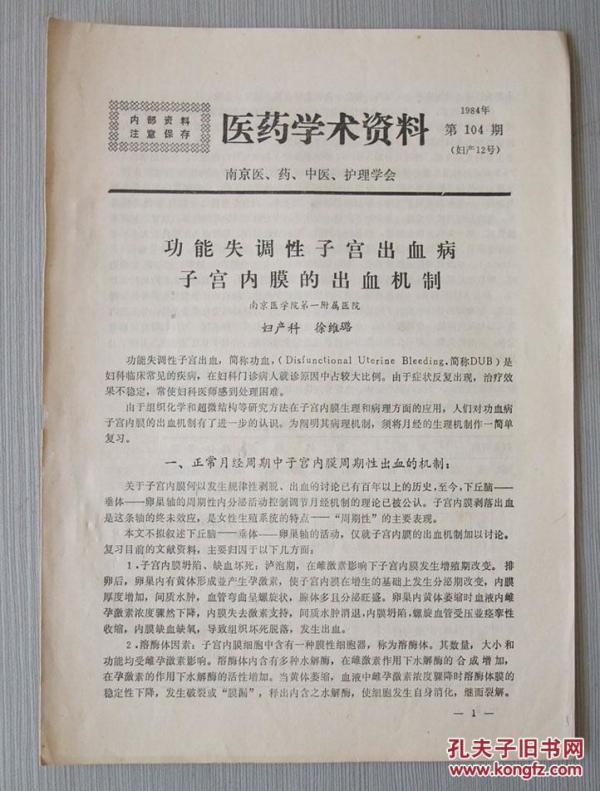 内部资料
注意保存
医药学术资料
1984年
第104期
(妇产12号)
南京医、药、中医、护理学会
功能失调性子宫出血病
子宫内膜的出血机制
南京医学院第一附属医院
妇产科 徐维璐
功能失调性子宫出血，简称功血，(Disfunctional Uterine Bleeding.简称DUB)是
妇科临床常见的疾病，在妇科门诊病人就诊原因中占较大比例。由于症状反复出现，治疗效
果不稳定，常使妇科医师感到处理困难。
由于组织化学和超微结构等研究方法在子宫内膜生理和病理方面的应用，人们对功血病
子宫内膜的出血机制有了进一步的认识。为阐明其病理机制，须将月经的生理机制作一简单
复习。
一、正常月经周期中子宫内膜周期性出血的机制：
关于子宫内膜何以发生规律性剥脱、出血的讨论已有百年以上的历史，至今，下丘脑——
垂体——卵巢轴的周期性内分泌活动控制调节月经机制的理论已被公认。子宫内膜剥落出血
是这条轴的终末效应，是女性生殖系统的特点——“周期性”的主要表现。
本文不拟叙述下丘脑—垂体——卵巢轴的活动，仅就子宫内膜的出血机制加以讨论。
复习目前的文献资料，主要归因于以下几方面：
1.子宫内膜坍陷、缺血坏死：泸泡期，在雌激素影响下子宫内膜发生增殖期改变。排
卵后，卵巢内有黄体形成並产生孕激素，使子宫内膜在增生的基础上发生分泌期改变，内膜
厚度增加，间质水肿，血管弯曲呈螺旋状，腺体多且分泌旺盛。卵巢内黄体萎缩时血液内雌
孕激素浓度骤然下降，内膜失去激素支持，间质水肿消退，内膜坍陷，螺旋血管受压並痉挛性
收缩，内膜缺血缺氧，导致组织坏死脱落，发生出血。
2.溶酶体因素：子宫内膜细胞中含有一种膜性细胞器，称为溶酶体。其数量，大小和
功能均受雌孕激素影响。溶酶体内含有多种水解酶，在雌激素作用下水解酶的合成增加，
在孕激素的作用下水解酶的活性增加。当黄体萎缩，血液中雌孕激素浓度骤降时溶酶体膜的
稳定性下降，发生破裂或“膜漏”，释出内含之水解酶，使细胞发生自身消化，继而裂解。
— 1 —
孔夫子旧书网
www.kongfz.com